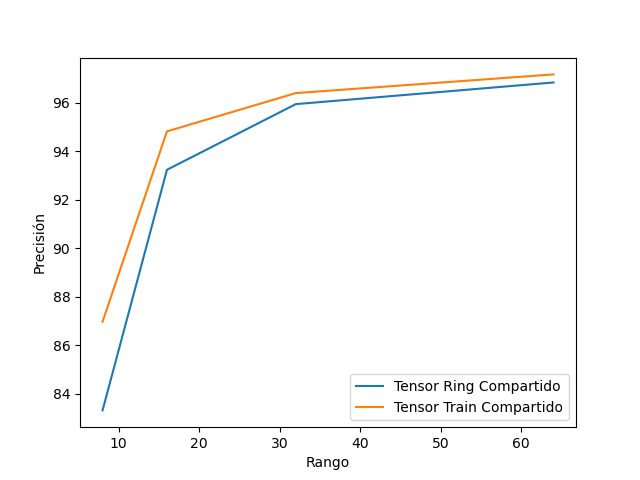 96
94
92
90
88
86
84
Precisión
10 20 30 40 50 60
Rango
Tensor Ring Compartido
Tensor Train Compartido